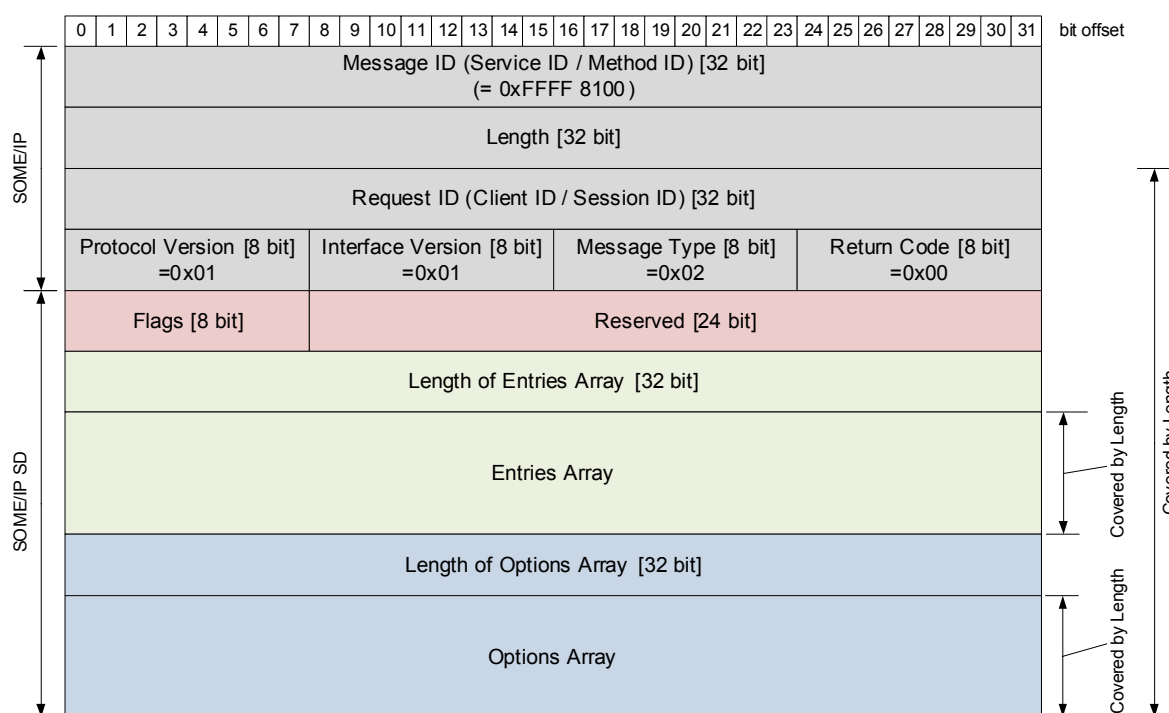 0 1 2 3 4 5 6 7 8 9 10 11 12 13 14 15 16 17 18 19 20 21 22 23 24 25 26 27 28 29 30 31 bit offset
Message ID (Service ID / Method ID) [32 bit]
(= 0xFFFF 8100)
Length [32 bit]
Request ID (Client ID / Session ID) [32 bit]
Protocol Version [8 bit]
=0x01
Interface Version [8 bit]
=0x01
Message Type [8 bit]
=0x02
Return Code [8 bit]
=0x00
SOME/IP
Flags [8 bit]
Reserved [24 bit]
Length of Entries Array [32 bit]
Entries Array
Length of Options Array [32 bit]
Options Array
SOME/IP SD
Covered by Length
Covered by Length
Covered by Length